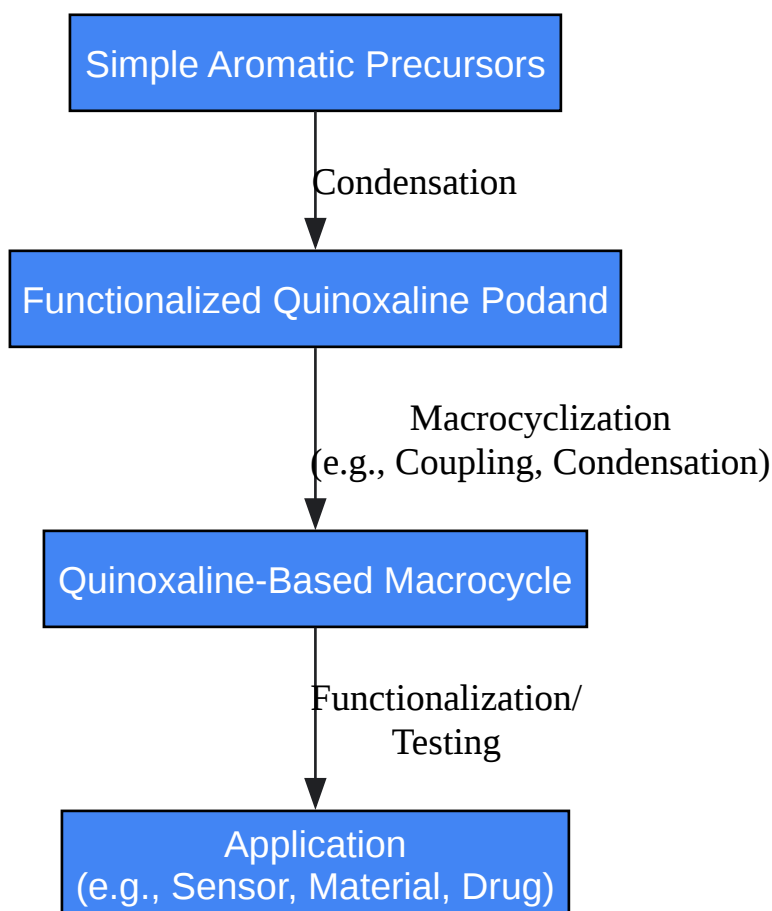 Simple Aromatic Precursors
Condensation
Functionalized Quinoxaline Podand
Macrocyclization
(e.g., Coupling, Condensation)
Quinoxaline-Based Macrocycle
Functionalization/
Testing
Application
(e.g., Sensor, Material, Drug)